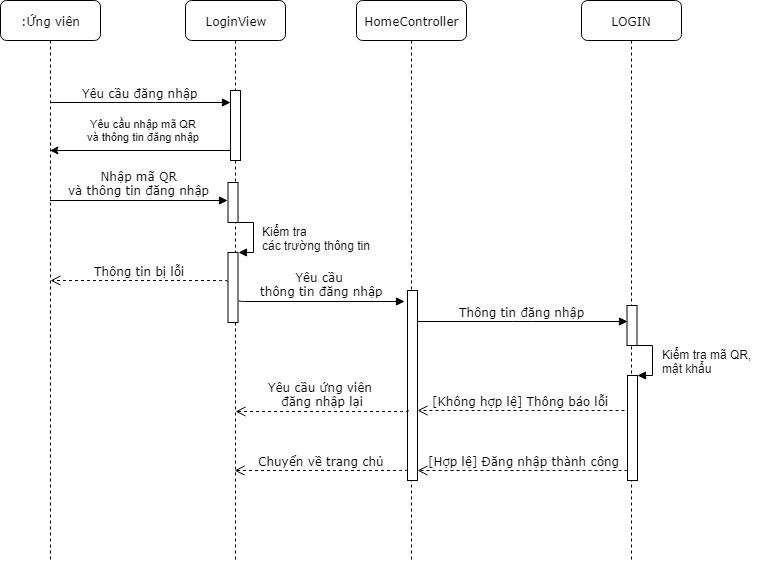 :Ứng viên
LoginView
HomeController
LOGIN
Yêu cầu đăng nhập
Yêu cầu nhập mã QR
và thông tin đăng nhập
Nhập mã QR
và thông tin đăng nhập
Kiểm tra
các trường thông tin
Thông tin bị lỗi
Yêu cầu
thông tin đăng nhập
Thông tin đăng nhập
Kiểm tra mã QR,
mật khẩu
Yêu cầu ứng viên
đăng nhập lại
[Không hợp lệ] Thông báo lỗi
Chuyển về trang chủ
[Hợp lệ] Đăng nhập thành công